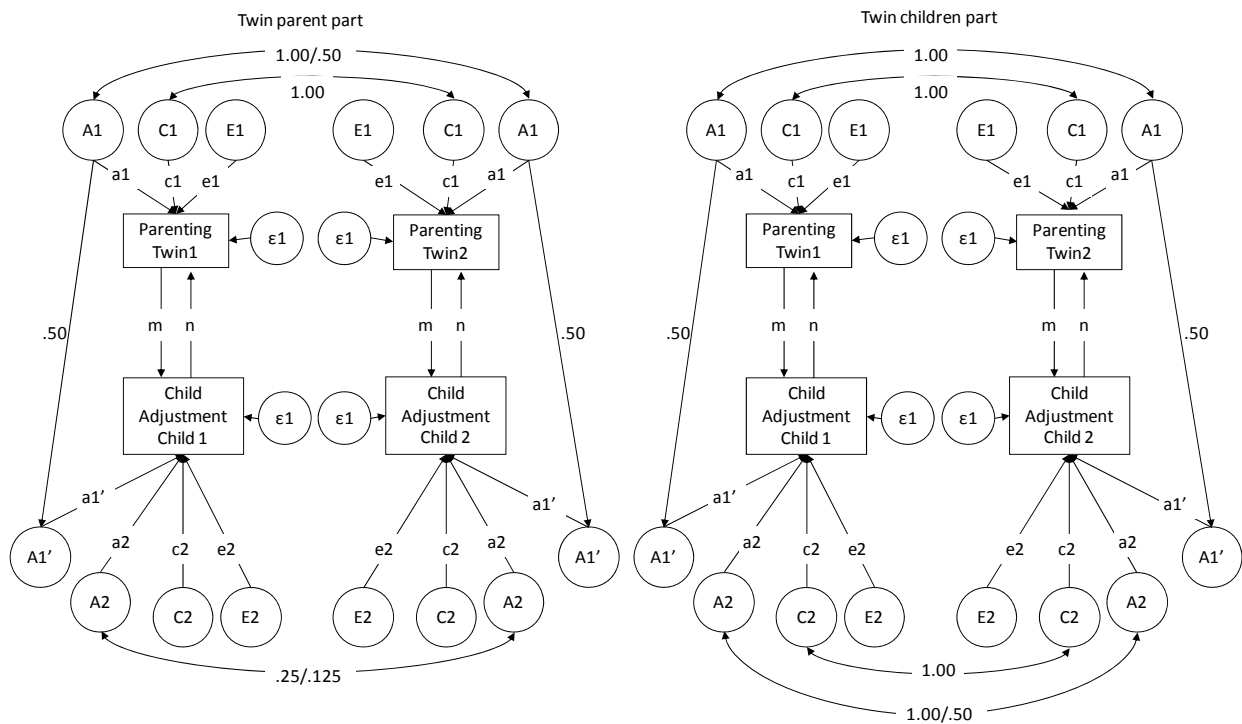 Twin parent part
1.00/.50
1.00
A1
C1
E1
E1
C1
A1
a1
c1
e1
e1
c1
a1
Parenting
Twin1
ε1
ε1
Parenting
Twin2
.50
m
n
m
n
.50
Child
Adjustment
Child 1
ε1
ε1
Child
Adjustment
Child 2
a1’
a1’
A1’
a2
c2
e2
e2
c2
a2
A1’
A2
C2
E2
E2
C2
A2
.25/.125
Twin children part
1.00
1.00
A1
C1
E1
E1
C1
A1
a1
c1
e1
e1
c1
a1
Parenting
Twin1
ε1
ε1
Parenting
Twin2
.50
m
n
m
n
.50
Child
Adjustment
Child 1
ε1
ε1
Child
Adjustment
Child 2
a1’
a1’
A1’
a2
c2
e2
e2
c2
a2
A1’
A2
C2
E2
E2
C2
A2
1.00
1.00/.50